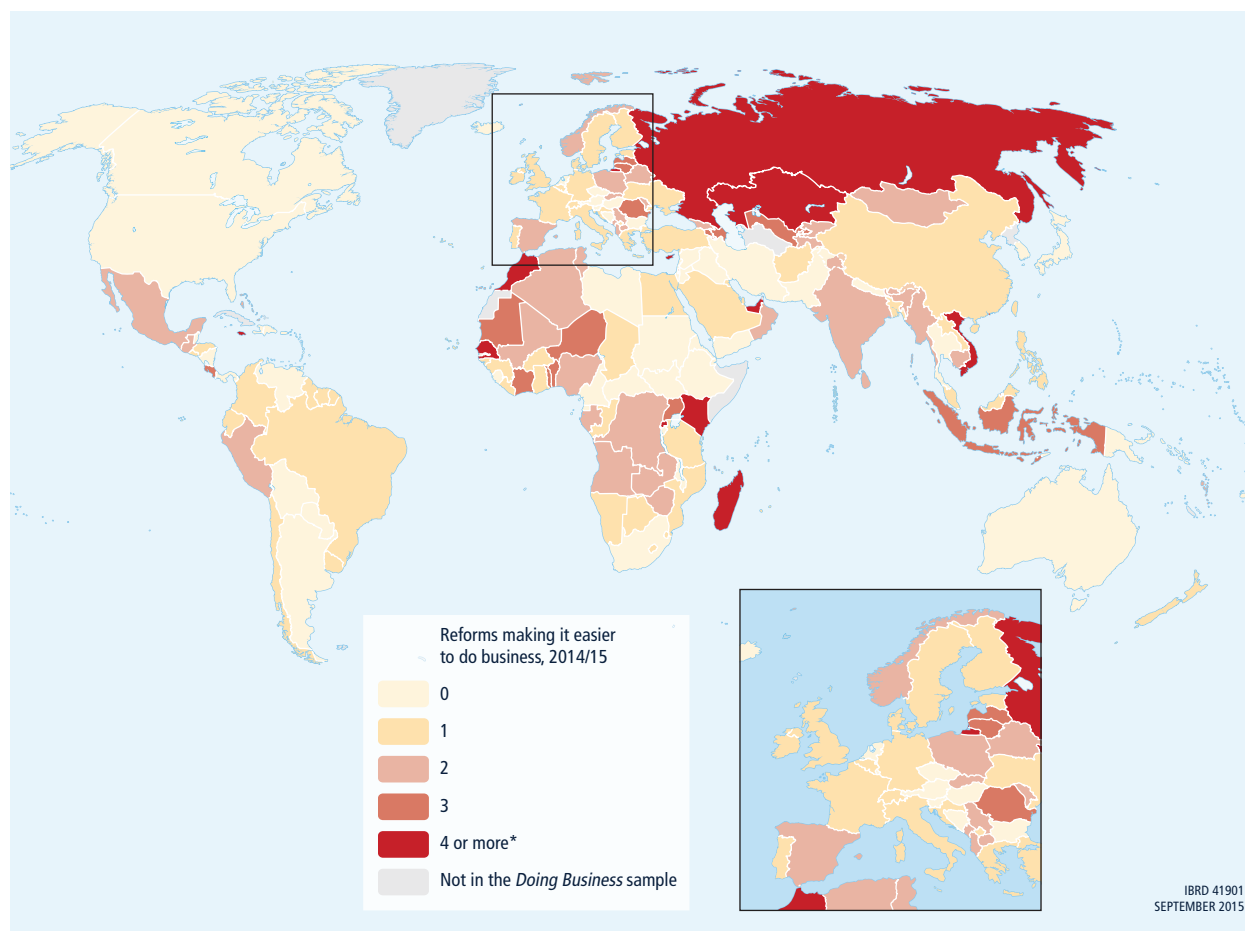 Reforms making it easier
to do business, 2014/15
0
1
2
3
4 or more*
Not in the Doing Business sample
IBRD 41901
SEPTEMBER 2015